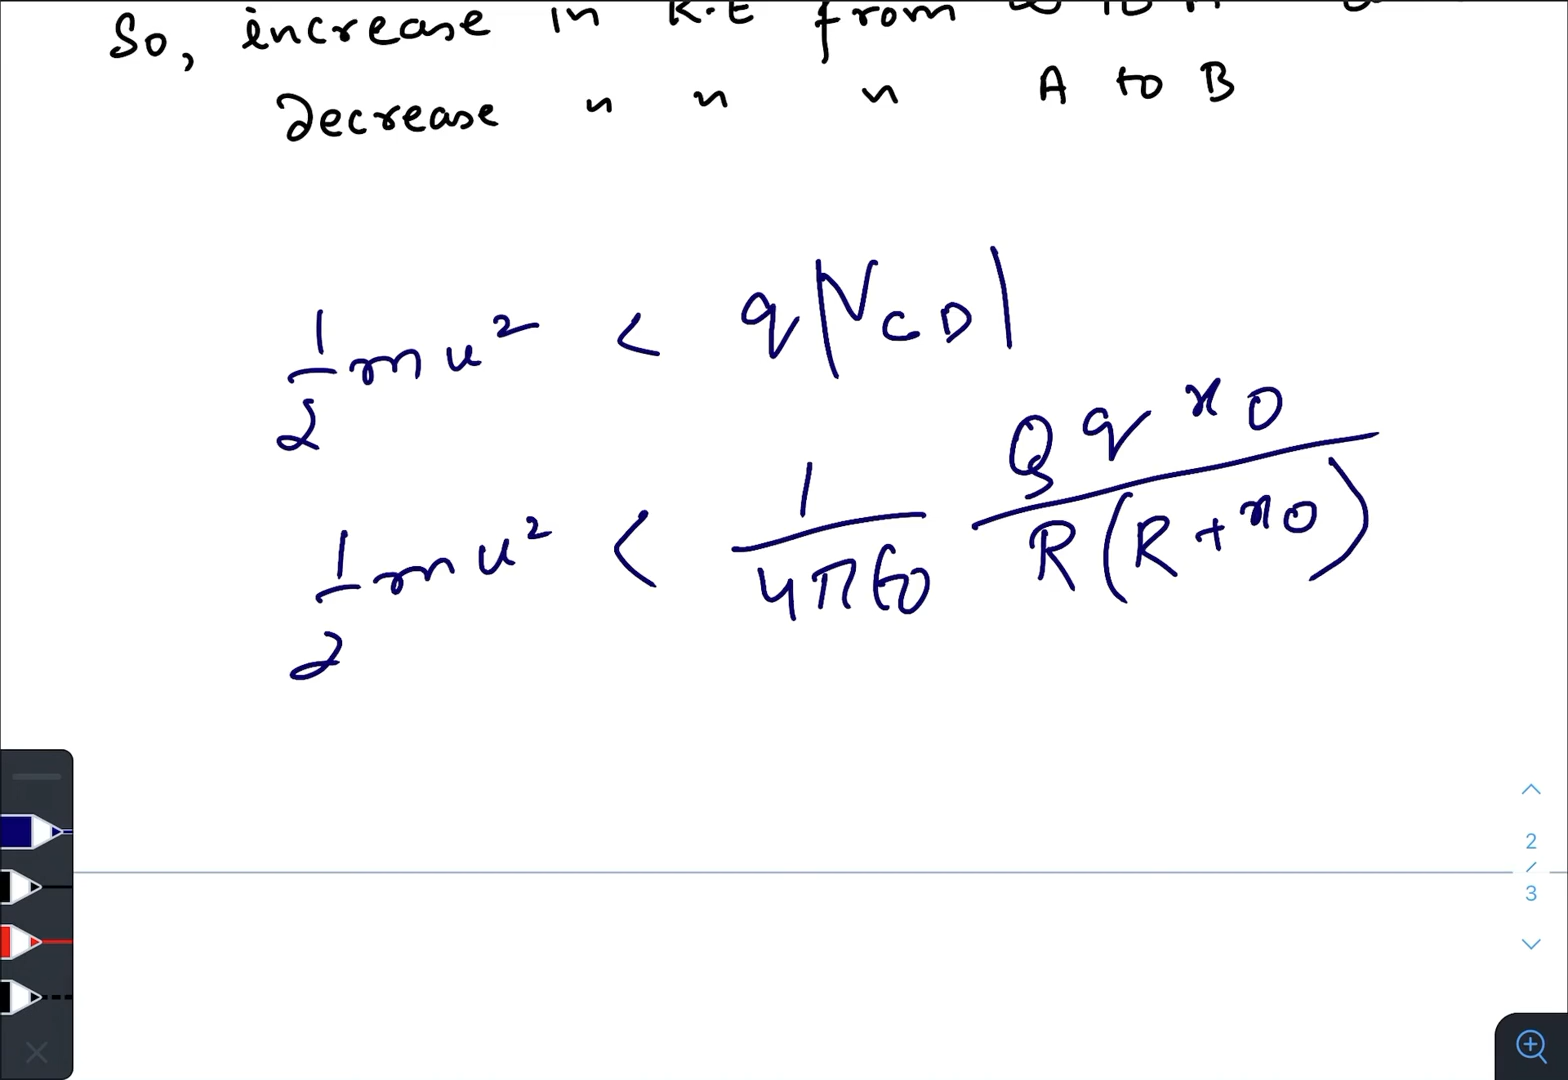 So, increase in K.E from ∞ to A
Decrease " " " A to B
1/2 mu² < q|V_CD|
1/2 mu² < 1/4πε0 Qqx0/R(R+x0)
2
/
3